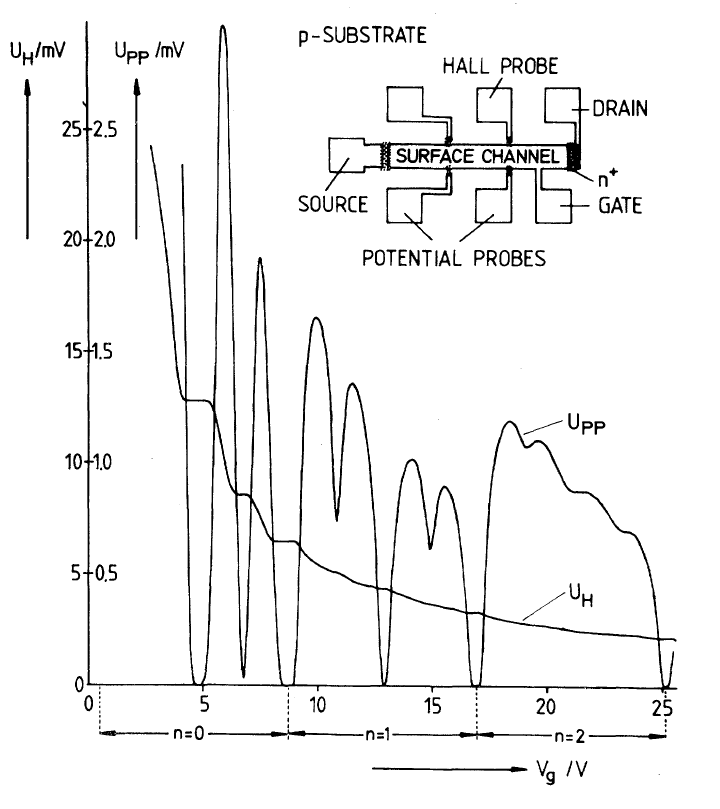 U_H/mV
U_PP /mV
p-SUBSTRATE
HALL PROBE
DRAIN
SURFACE CHANNEL
n⁺
SOURCE
GATE
POTENTIAL PROBES
25 2.5
20 2.0
15 1.5
10 1.0
5 0.5
0
U_PP
U_H
0 5 10 15 20 25
n=0 n=1 n=2
V_g /V